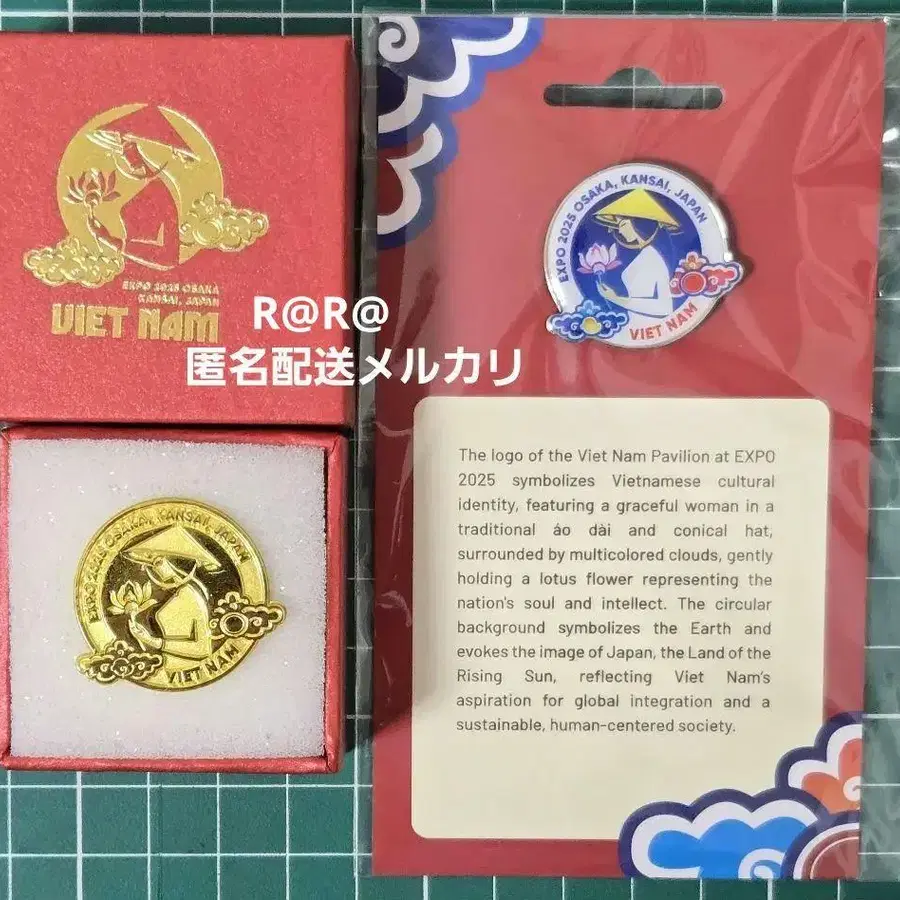 EXPO 2025 OSAKA
KANSAI, JAPAN
VIET NAM
R@R@
匿名配送メルカリ
EXPO 2025 OSAKA, KANSAI, JAPAN
VIET NAM
EXPO 2025 OSAKA, KANSAI, JAPAN
VIET NAM
The logo of the Viet Nam Pavilion at EXPO
2025 symbolizes Vietnamese cultural
identity, featuring a graceful woman in a
traditional áo dài and conical hat,
surrounded by multicolored clouds, gently
holding a lotus flower representing the
nation's soul and intellect. The circular
background symbolizes the Earth and
evokes the image of Japan, the Land of the
Rising Sun, reflecting Viet Nam's
aspiration for global integration and a
sustainable, human-centered society.